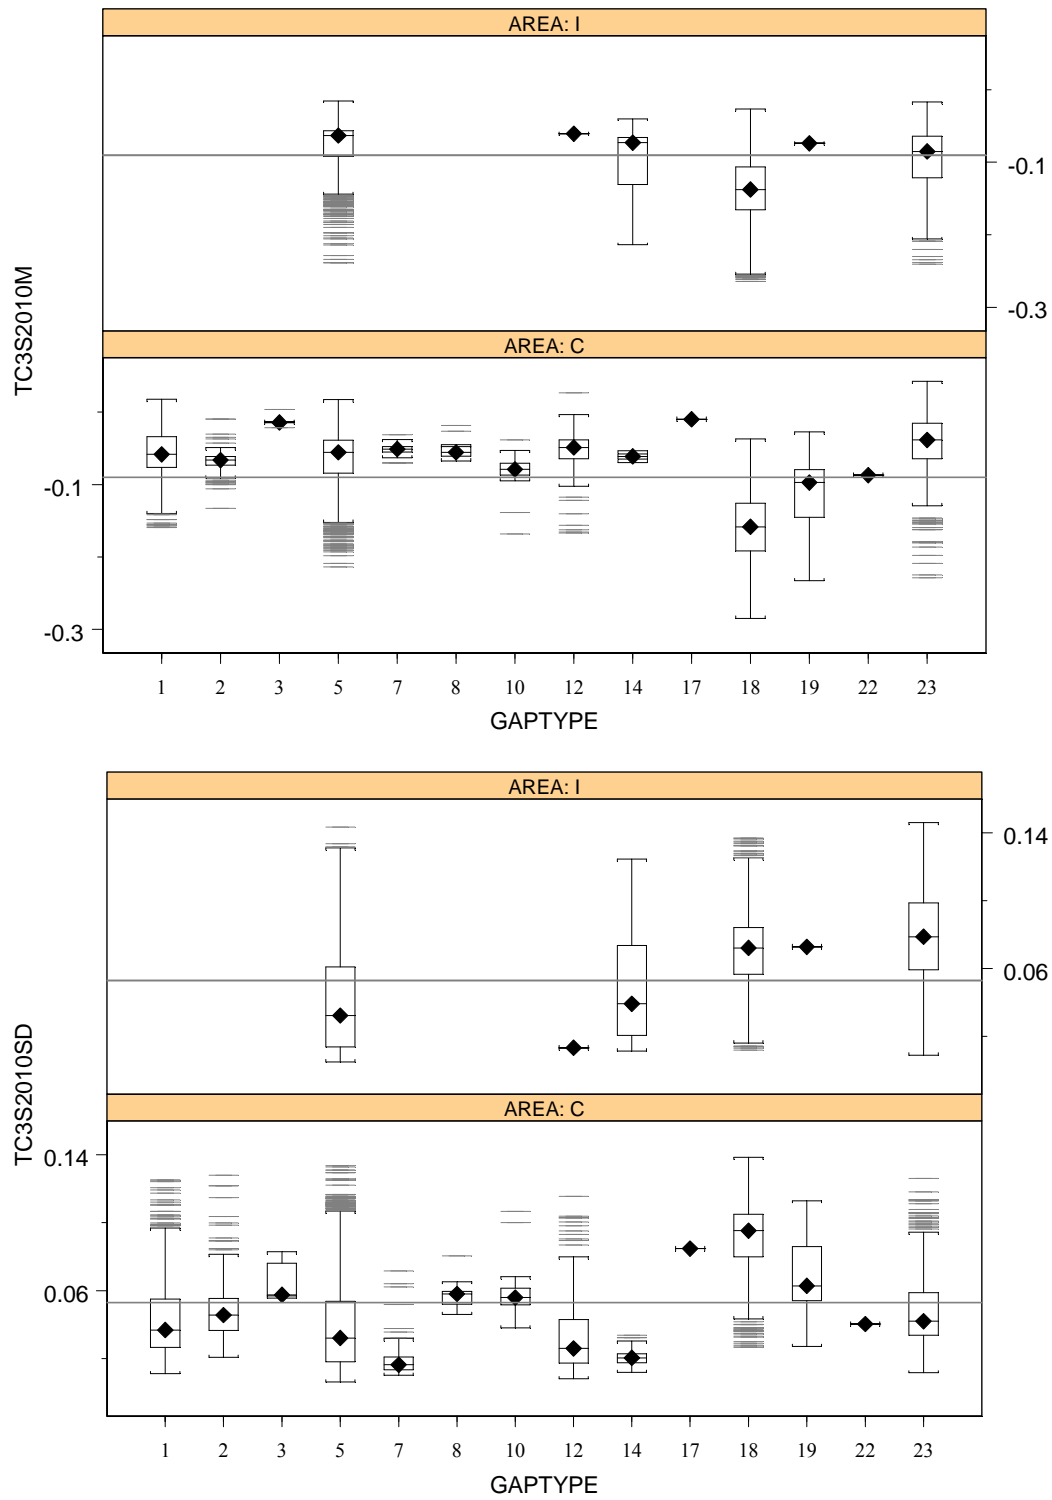 AREA: I
-0.1
-0.3
TC3S2010M
AREA: C
-0.1
-0.3
1 2 3 5 7 8 10 12 14 17 18 19 22 23
GAPTYPE
AREA: I
0.14
0.06
TC3S2010SD
AREA: C
0.14
0.06
1 2 3 5 7 8 10 12 14 17 18 19 22 23
GAPTYPE